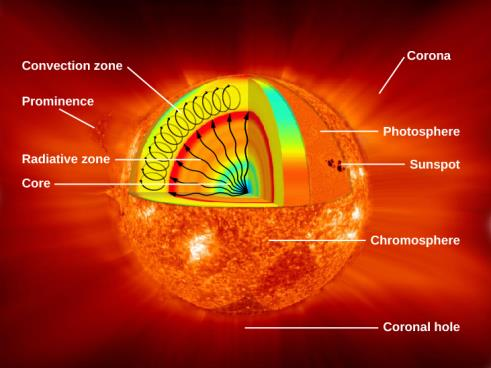 Convection zone
Corona
Prominence
Photosphere
Radiative zone
Sunspot
Core
Chromosphere
Coronal hole